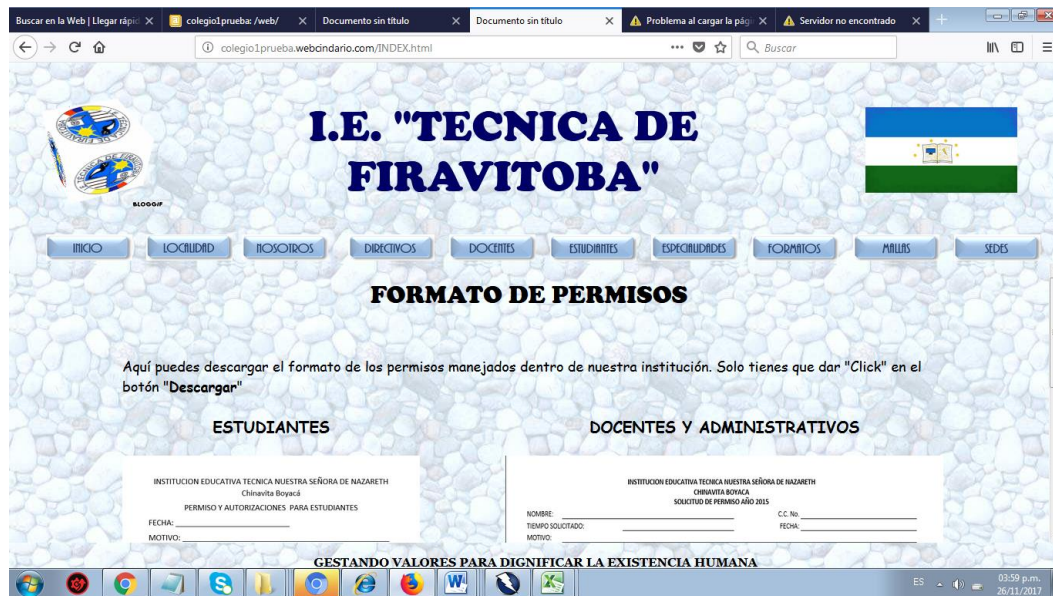 Buscar en la Web | Llegar rápid
colegio1prueba: /web/
Documento sin título
Documento sin título
Problema al cargar la pági
Servidor no encontrado
colegio1prueba.webcindario.com/INDEX.html
Buscar
I.E. "TECNICA DE
FIRAVITOBA"
BLOGGIF
INICIO LOCALIDAD NOSOTROS DIRECTIVOS DOCENTES ESTUDIANTES ESPECIALIDADES FORMATOS MALLAS SEDES
FORMATO DE PERMISOS
Aquí puedes descargar el formato de los permisos manejados dentro de nuestra institución. Solo tienes que dar "Click" en el
botón "Descargar"
ESTUDIANTES
INSTITUCION EDUCATIVA TECNICA NUESTRA SEÑORA DE NAZARETH
Chinavita Boyacá
PERMISO Y AUTORIZACIONES PARA ESTUDIANTES
FECHA:
MOTIVO:
DOCENTES Y ADMINISTRATIVOS
INSTITUCION EDUCATIVA TECNICA NUESTRA SEÑORA DE NAZARETH
CHINAVITA BOYACA
SOLICITUD DE PERMISO AÑO 2015
NOMBRE: C.C. No.
TIEMPO SOLICITADO: FECHA:
MOTIVO:
GESTANDO VALORES PARA DIGNIFICAR LA EXISTENCIA HUMANA
ES
03:59 p.m.
26/11/2017